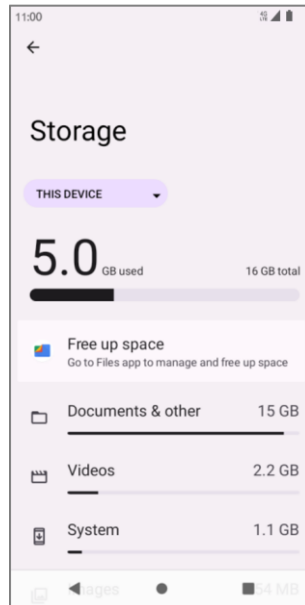 11:00
Storage
THIS DEVICE
5.0 GB used 16 GB total
Free up space
Go to Files app to manage and free up space
Documents & other 15 GB
Videos 2.2 GB
System 1.1 GB